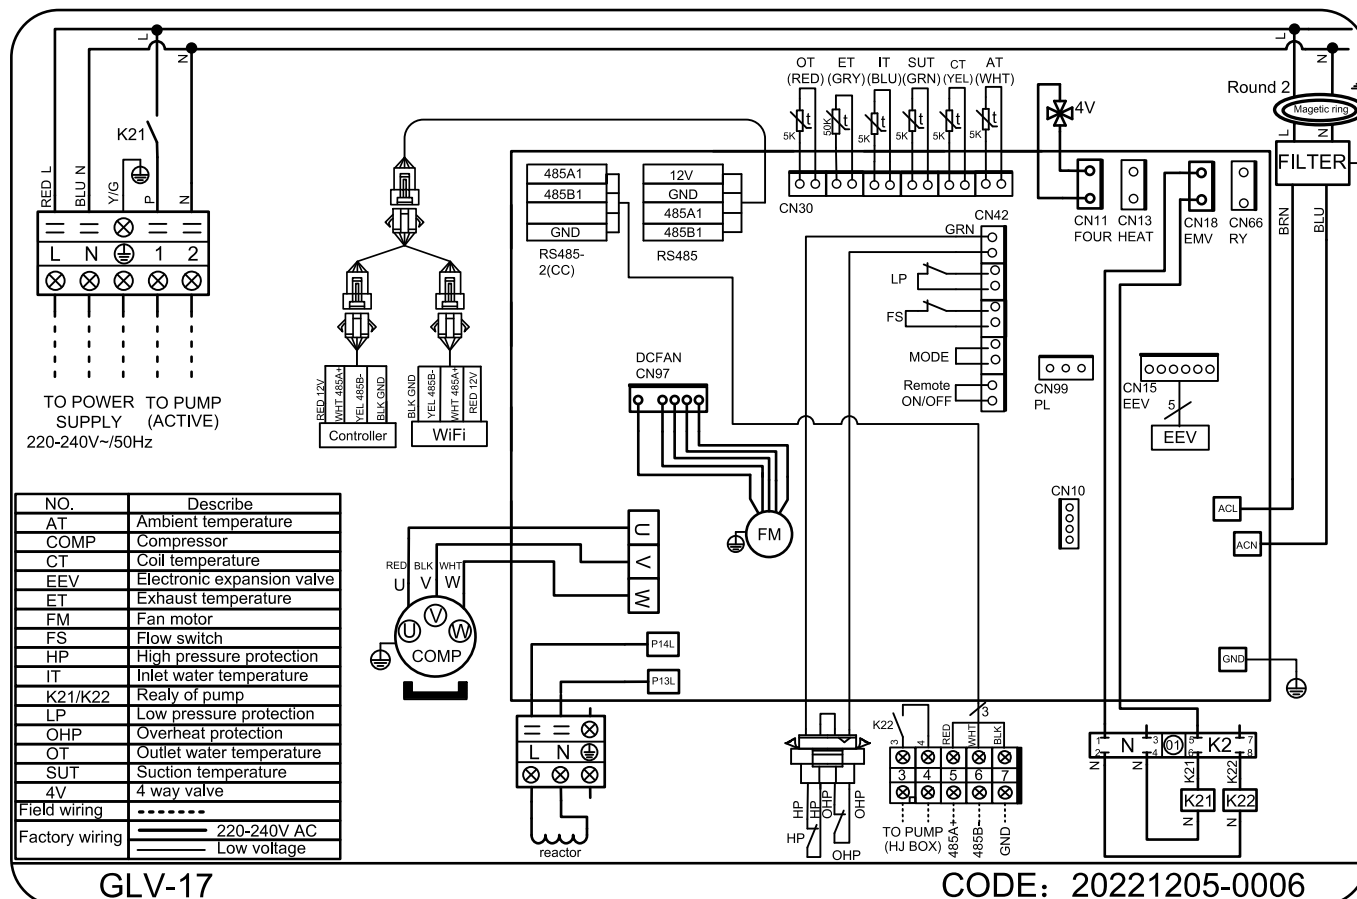 L
N
K21
RED L
BLU N
Y/G
P
N
L N 1 2
TO POWER
SUPPLY
220-240V~/50Hz
TO PUMP
(ACTIVE)
RED 12V
WHT 485A+
YEL 485B-
BLK GND
Controller
BLK GND
YEL 485B-
WHT 485A+
RED 12V
WiFi
485A1
485B1
GND
RS485-
2(CC)
12V
GND
485A1
485B1
RS485
OT ET IT SUT CT AT
(RED) (GRY) (BLU) (GRN) (YEL) (WHT)
t t t t t t
5K 50K 5K 5K 5K 5K
CN30
4V
CN11
FOUR
CN13
HEAT
CN18
EMV
CN66
RY
L
N
Round 2
Magetic ring
L
N
FILTER
BRN
BLU
CN42
GRN
LP
FS
MODE
Remote
ON/OFF
DCFAN
CN97
FM
CN99
PL
CN15
EEV
5
EEV
CN10
ACL
ACN
GND
U
V
W
RED BLK WHT
U V W
U V W
COMP
P14L
P13L
L N
reactor
HP
HP
OHP
OHP
HP
OHP
K22
3
4
RED
WHT
BLK
3
3 4 5 6 7
TO PUMP
(HJ BOX)
485A+
485B-
GND
1 3 5 7
N 01 K2
2 4 6 8
N
N
K21
K22
K21 K22
N
N
NO. Describe
AT Ambient temperature
COMP Compressor
CT Coil temperature
EEV Electronic expansion valve
ET Exhaust temperature
FM Fan motor
FS Flow switch
HP High pressure protection
IT Inlet water temperature
K21/K22 Realy of pump
LP Low pressure protection
OHP Overheat protection
OT Outlet water temperature
SUT Suction temperature
4V 4 way valve
Field wiring
Factory wiring 220-240V AC
Low voltage
GLV-17
CODE: 20221205-0006